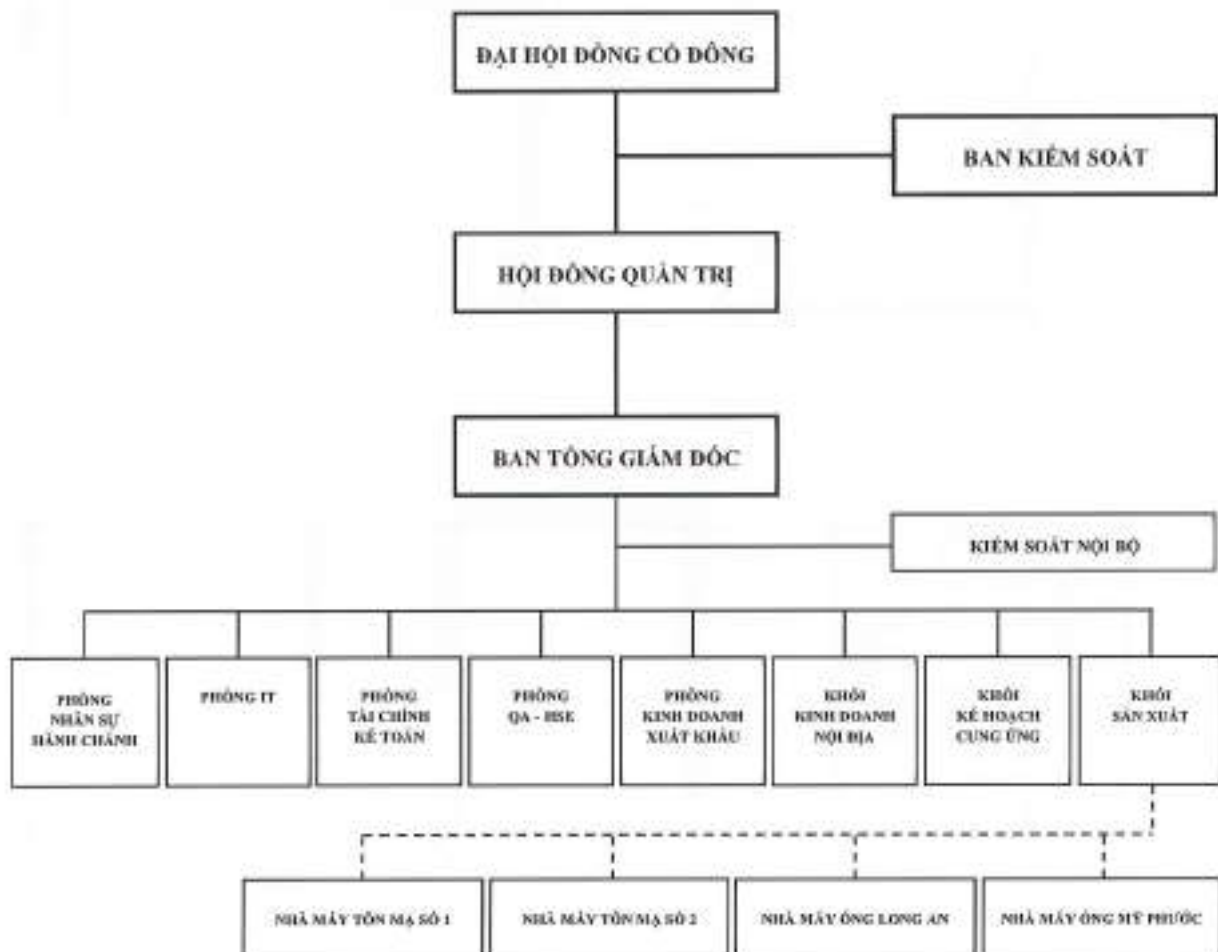 ĐẠI HỘI ĐỒNG CỔ ĐÔNG
BAN KIỂM SOÁT
HỘI ĐỒNG QUẢN TRỊ
BAN TỔNG GIÁM ĐỐC
KIỂM SOÁT NỘI BỘ
PHÒNG
NHÂN SỰ
HÀNH CHÁNH
PHÒNG IT
PHÒNG
TÀI CHÍNH
KẾ TOÁN
PHÒNG
QA - HSE
PHÒNG
KINH DOANH
XUẤT KHẨU
KHỐI
KINH DOANH
NỘI ĐỊA
KHỐI
KẾ HOẠCH
CUNG ỨNG
KHỐI
SẢN XUẤT
NHÀ MÁY TÔN MẠ SỐ 1
NHÀ MÁY TÔN MẠ SỐ 2
NHÀ MÁY ỐNG LONG AN
NHÀ MÁY ỐNG MỸ PHƯỚC